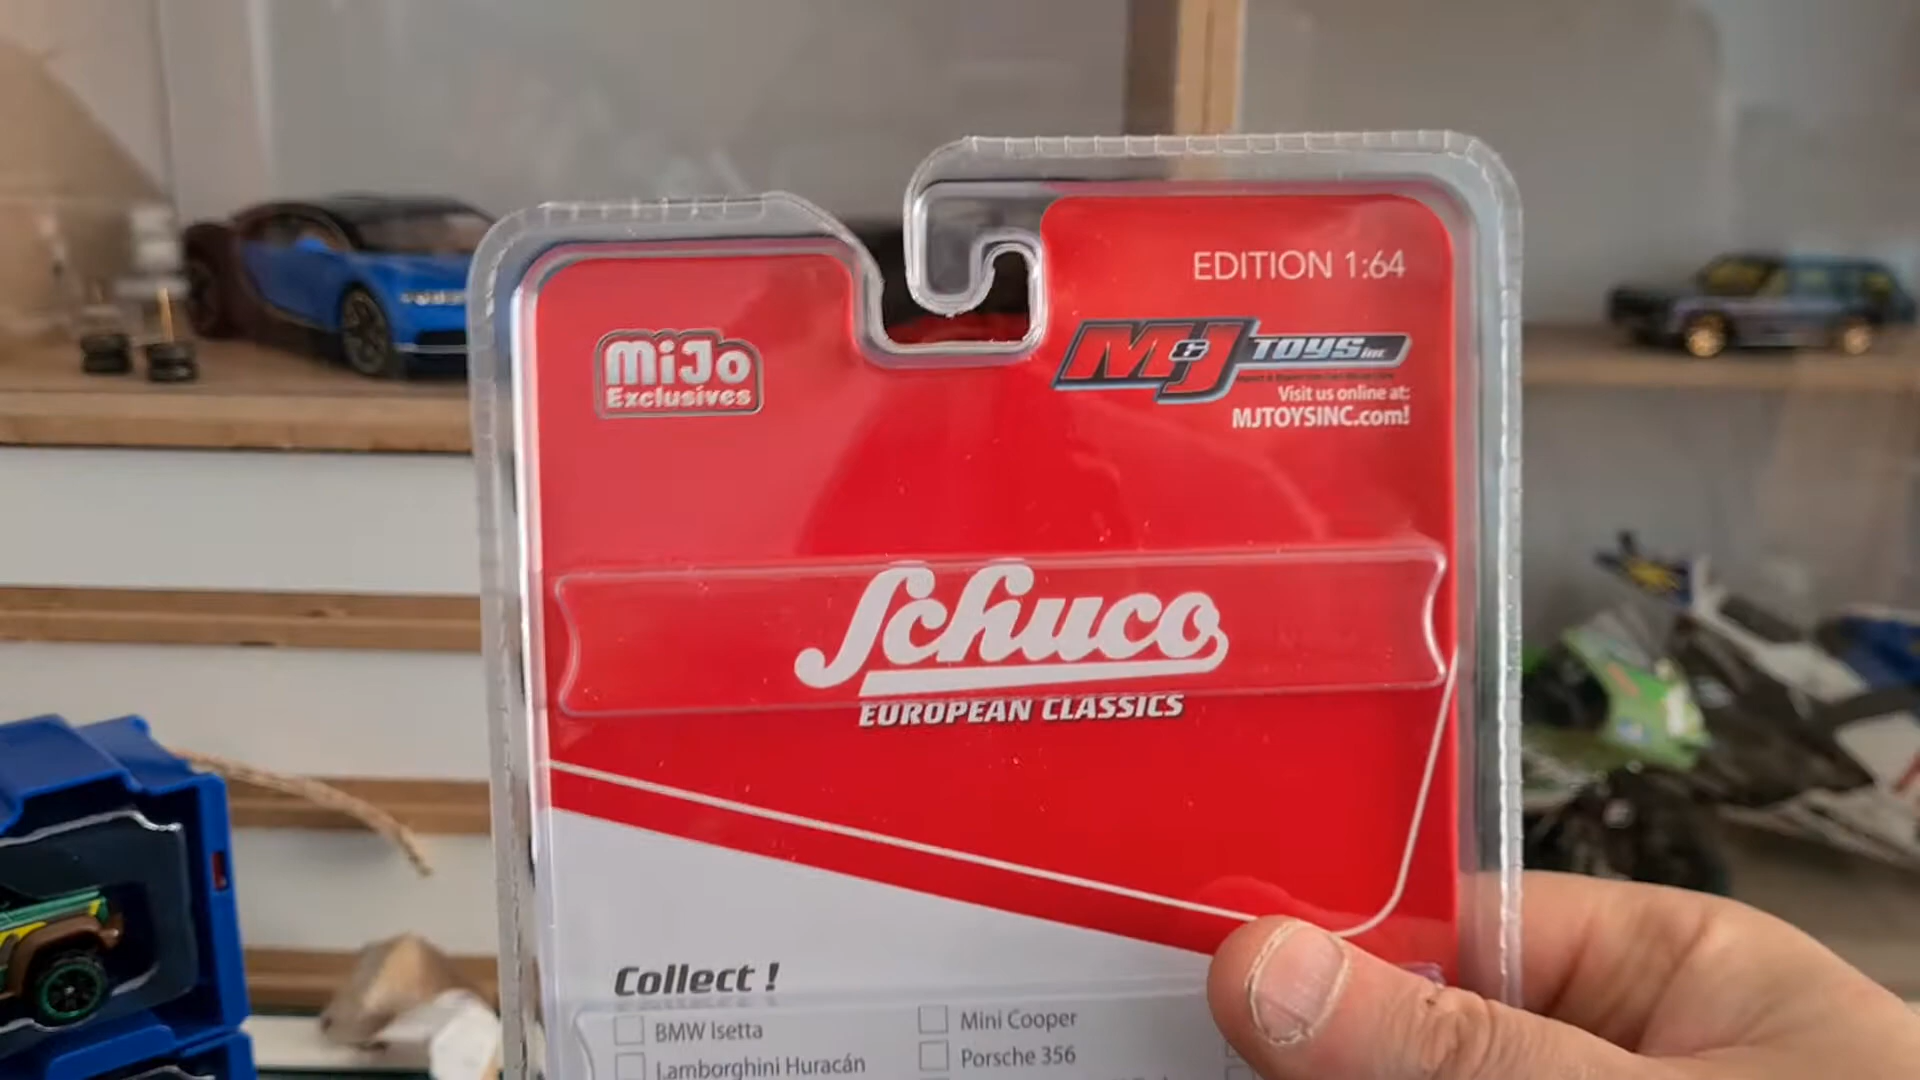 EDITION 1:64
MiJo
Exclusives
M&J TOYS inc
Visit us online at:
MJTOYSINC.com!
Schuco
EUROPEAN CLASSICS
Collect !
BMW Isetta
Mini Cooper
Lamborghini Huracán
Porsche 356